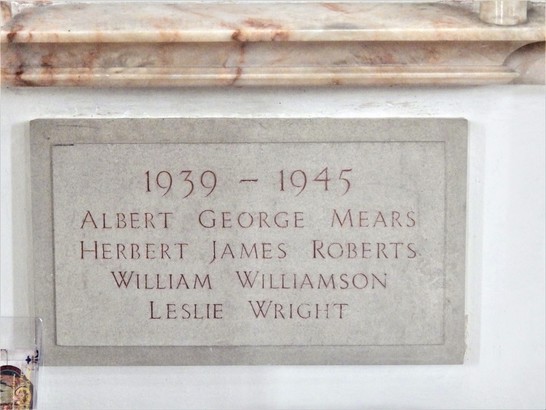 1939 – 1945
ALBERT GEORGE MEARS
HERBERT JAMES ROBERTS
WILLIAM WILLIAMSON
LESLIE WRIGHT